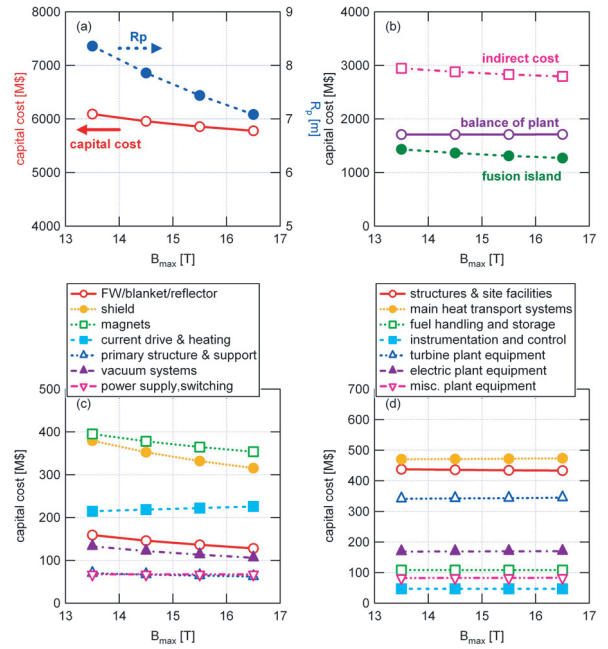 (a)
Rp
capital cost
8000
7000
6000
5000
4000
capital cost [M$]
9
8
7
6
5
R_p [m]
13 14 15 16 17
B_max [T]
(b)
indirect cost
balance of plant
fusion island
4000
3000
2000
1000
0
capital cost [M$]
13 14 15 16 17
B_max [T]
FW/blanket/reflector
shield
magnets
current drive & heating
primary structure & support
vacuum systems
power supply,switching
(c)
500
400
300
200
100
0
capital cost [M$]
13 14 15 16 17
B_max [T]
structures & site facilities
main heat transport systems
fuel handling and storage
instrumentation and control
turbine plant equipment
electric plant equipment
misc. plant equipment
(d)
700
600
500
400
300
200
100
0
capital cost [M$]
13 14 15 16 17
B_max [T]